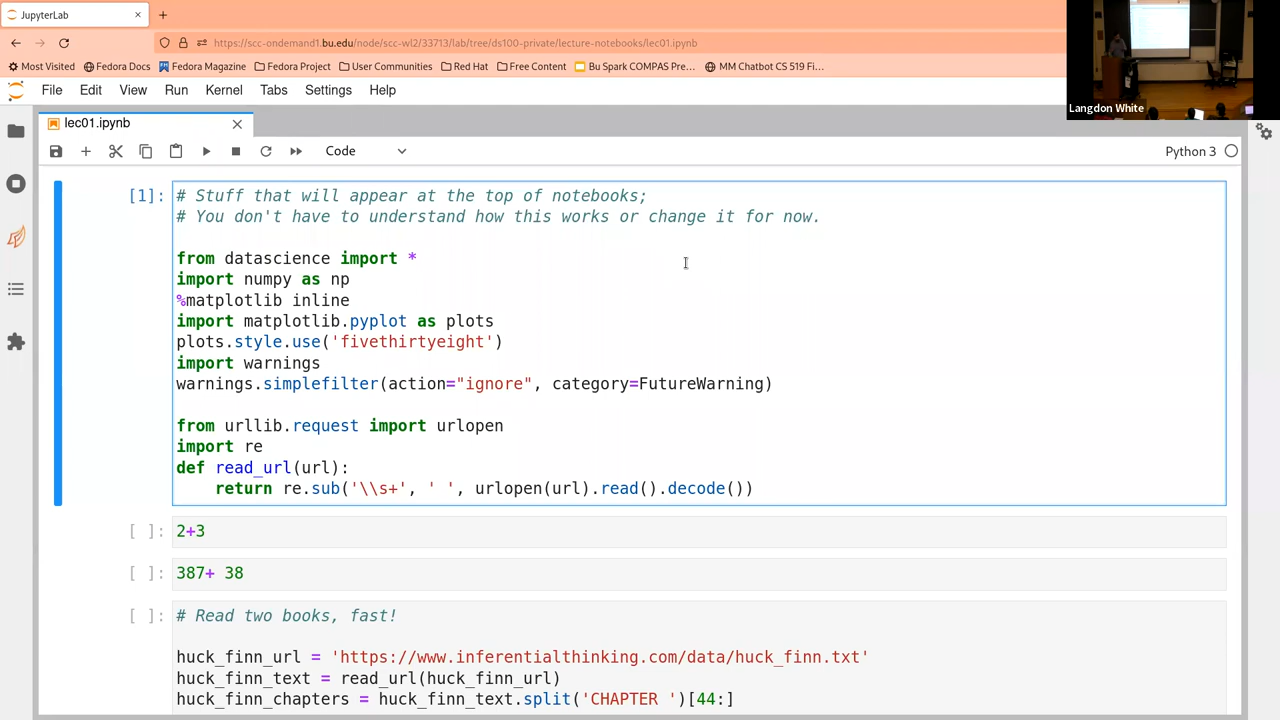 JupyterLab
https://scc-ondemand1.bu.edu/node/scc-wl2/33713/lab/tree/ds100-private/lecture-notebooks/lec01.ipynb
Most Visited Fedora Docs Fedora Magazine Fedora Project User Communities Red Hat Free Content Bu Spark COMPAS Pre… MM Chatbot CS 519 Fi…
Langdon White
File Edit View Run Kernel Tabs Settings Help
lec01.ipynb
Code Python 3
[1]: # Stuff that will appear at the top of notebooks;
# You don't have to understand how this works or change it for now.
from datascience import *
import numpy as np
%matplotlib inline
import matplotlib.pyplot as plots
plots.style.use('fivethirtyeight')
import warnings
warnings.simplefilter(action="ignore", category=FutureWarning)
from urllib.request import urlopen
import re
def read_url(url):
return re.sub('\\s+', ' ', urlopen(url).read().decode())
[ ]: 2+3
[ ]: 387+ 38
[ ]: # Read two books, fast!
huck_finn_url = 'https://www.inferentialthinking.com/data/huck_finn.txt'
huck_finn_text = read_url(huck_finn_url)
huck_finn_chapters = huck_finn_text.split('CHAPTER ')[44:]